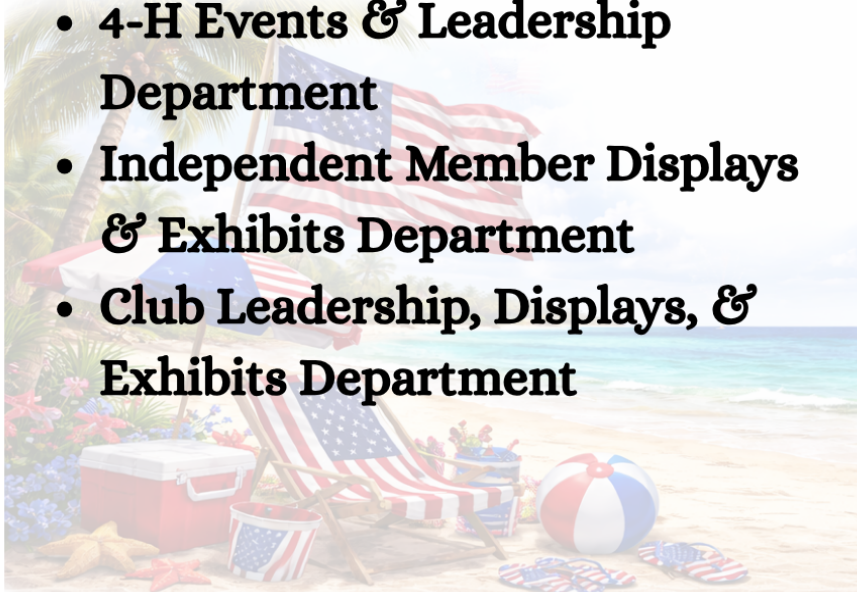 • 4-H Events & Leadership
Department
• Independent Member Displays
& Exhibits Department
• Club Leadership, Displays, &
Exhibits Department